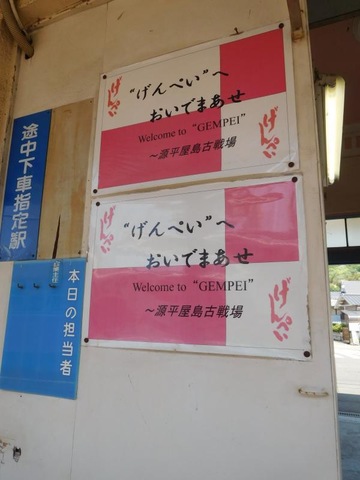 途中下車指定駅
本日の担当者
げんぺい
“げんぺい”へ
おいでまあせ
Welcome to “GEMPEI”
～源平屋島古戦場
げんぺい
げんぺい
“げんぺい”へ
おいでまあせ
Welcome to “GEMPEI”
～源平屋島古戦場
げんぺい